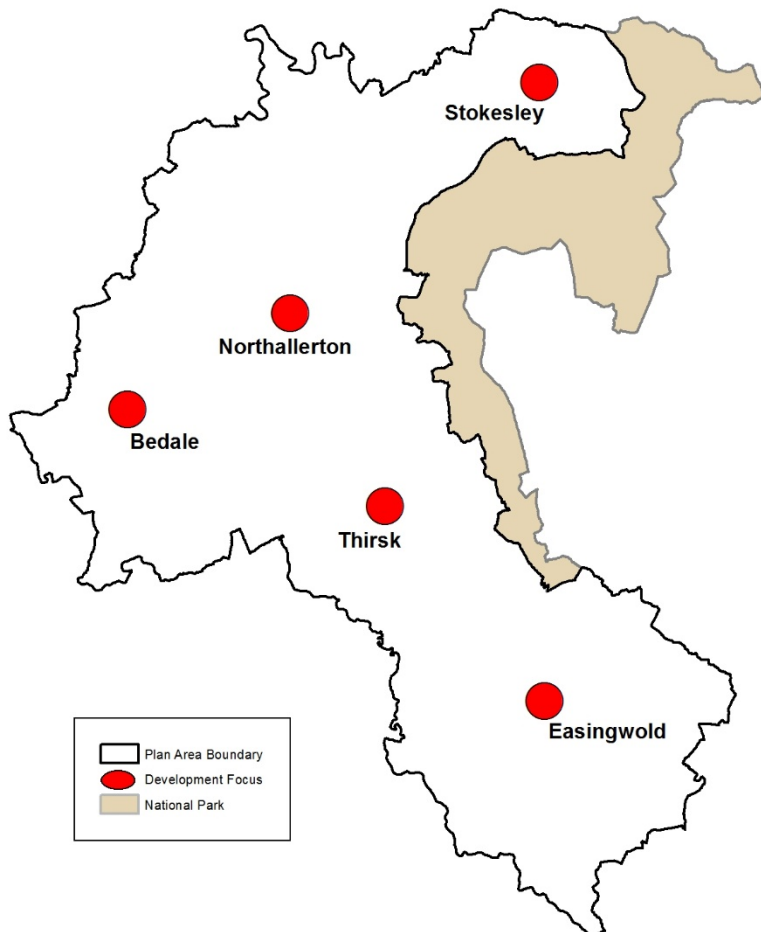 Stokesley
Northallerton
Bedale
Thirsk
Easingwold
Plan Area Boundary
Development Focus
National Park